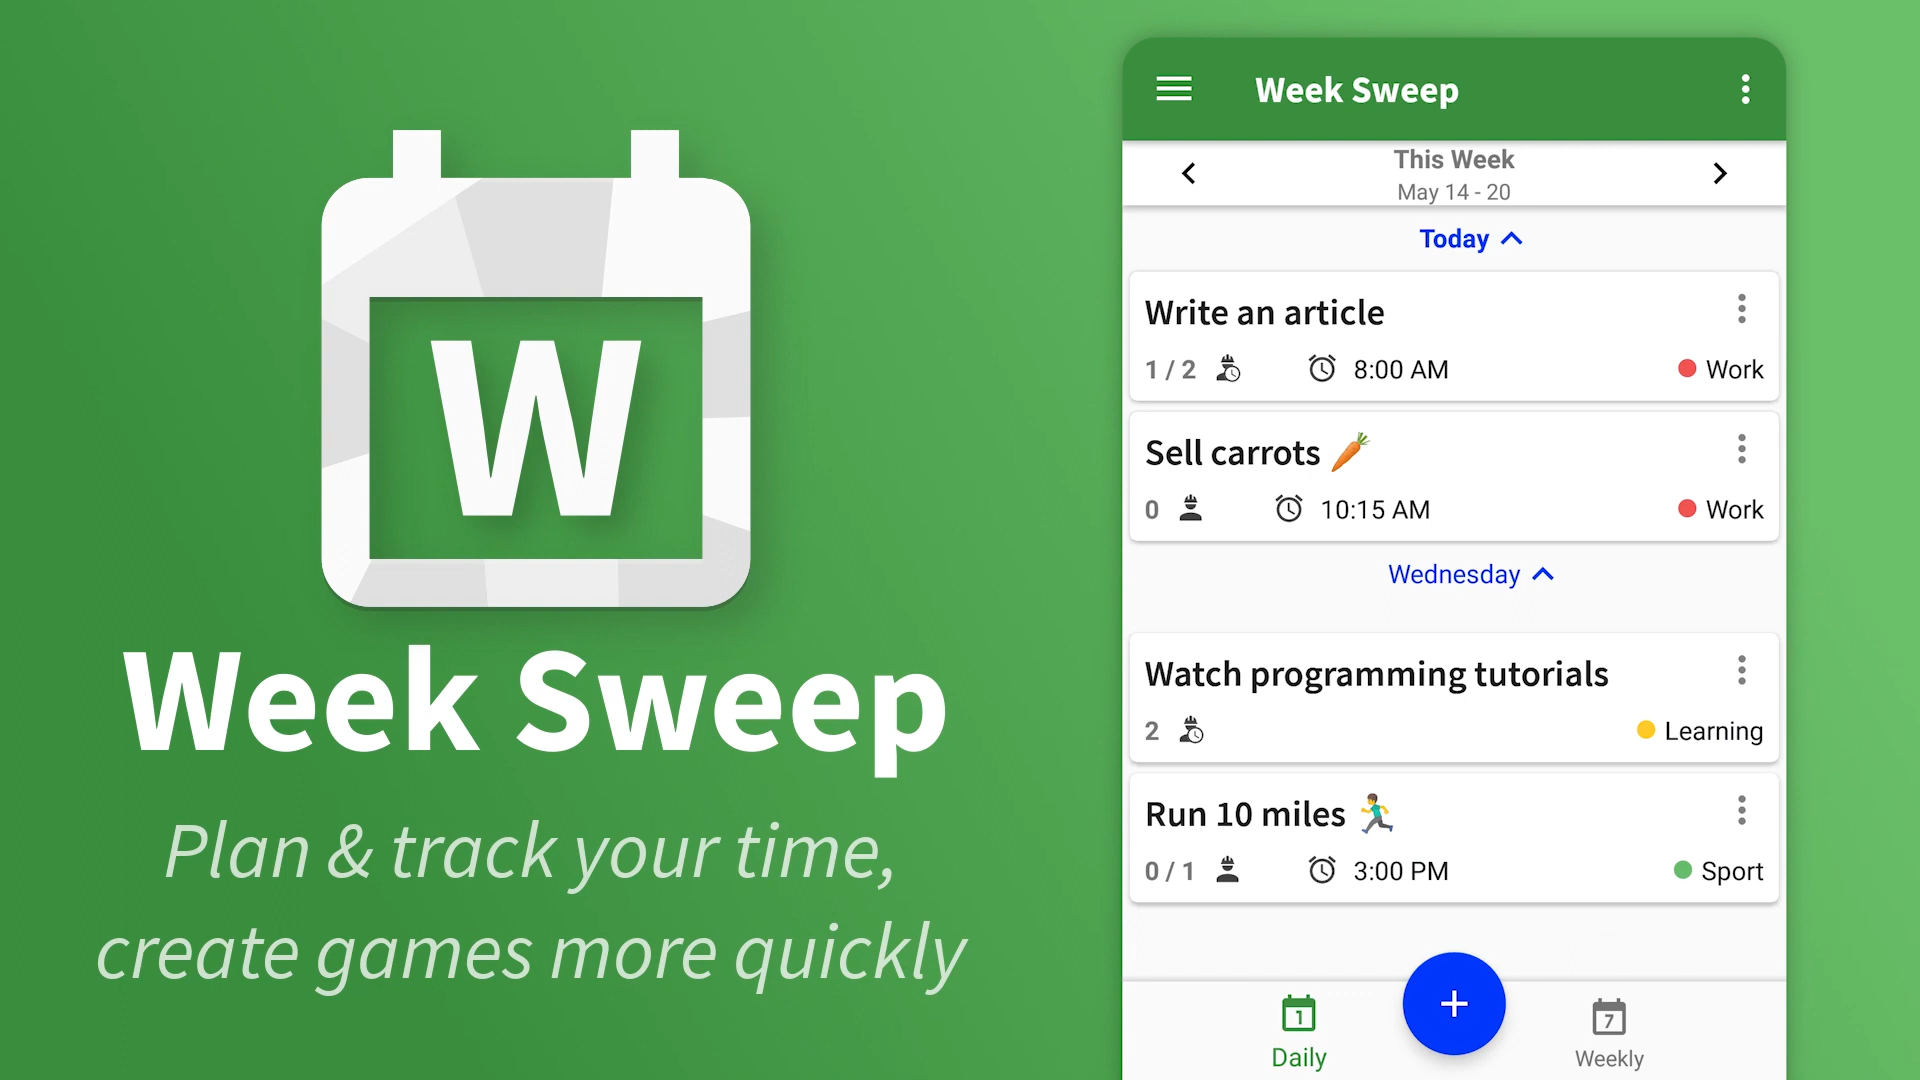 W
Week Sweep
Plan & track your time,
create games more quickly
Week Sweep
This Week
May 14 - 20
Today
Write an article
1 / 2 8:00 AM Work
Sell carrots 🥕
0 10:15 AM Work
Wednesday
Watch programming tutorials
2 Learning
Run 10 miles 🏃‍♂️
0 / 1 3:00 PM Sport
1 + 7
Daily Weekly